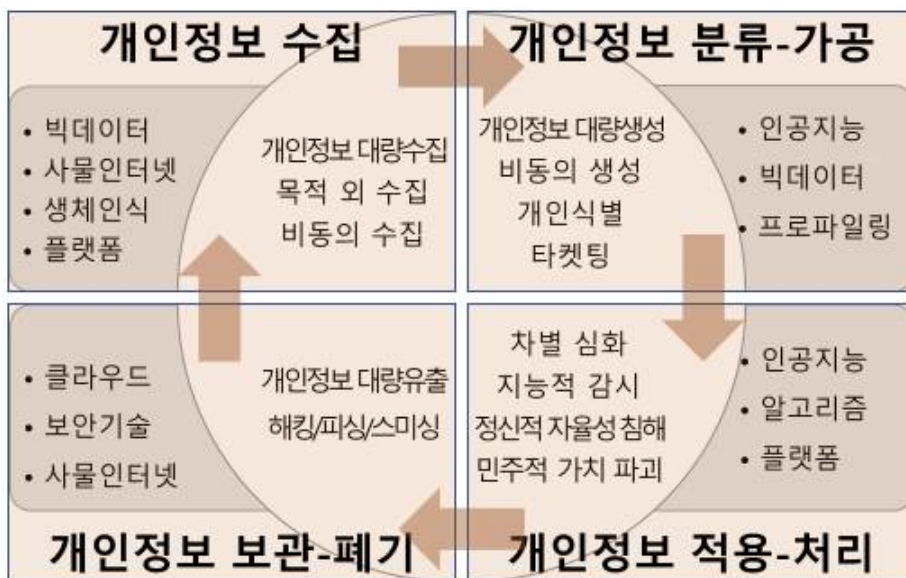 개인정보 수집
• 빅데이터
• 사물인터넷
• 생체인식
• 플랫폼
개인정보 대량수집
목적 외 수집
비동의 수집
개인정보 분류-가공
개인정보 대량생성
비동의 생성
개인식별
타켓팅
• 인공지능
• 빅데이터
• 프로파일링
• 클라우드
• 보안기술
• 사물인터넷
개인정보 대량유출
해킹/피싱/스미싱
개인정보 보관-폐기
차별 심화
지능적 감시
정신적 자율성 침해
민주적 가치 파괴
• 인공지능
• 알고리즘
• 플랫폼
개인정보 적용-처리